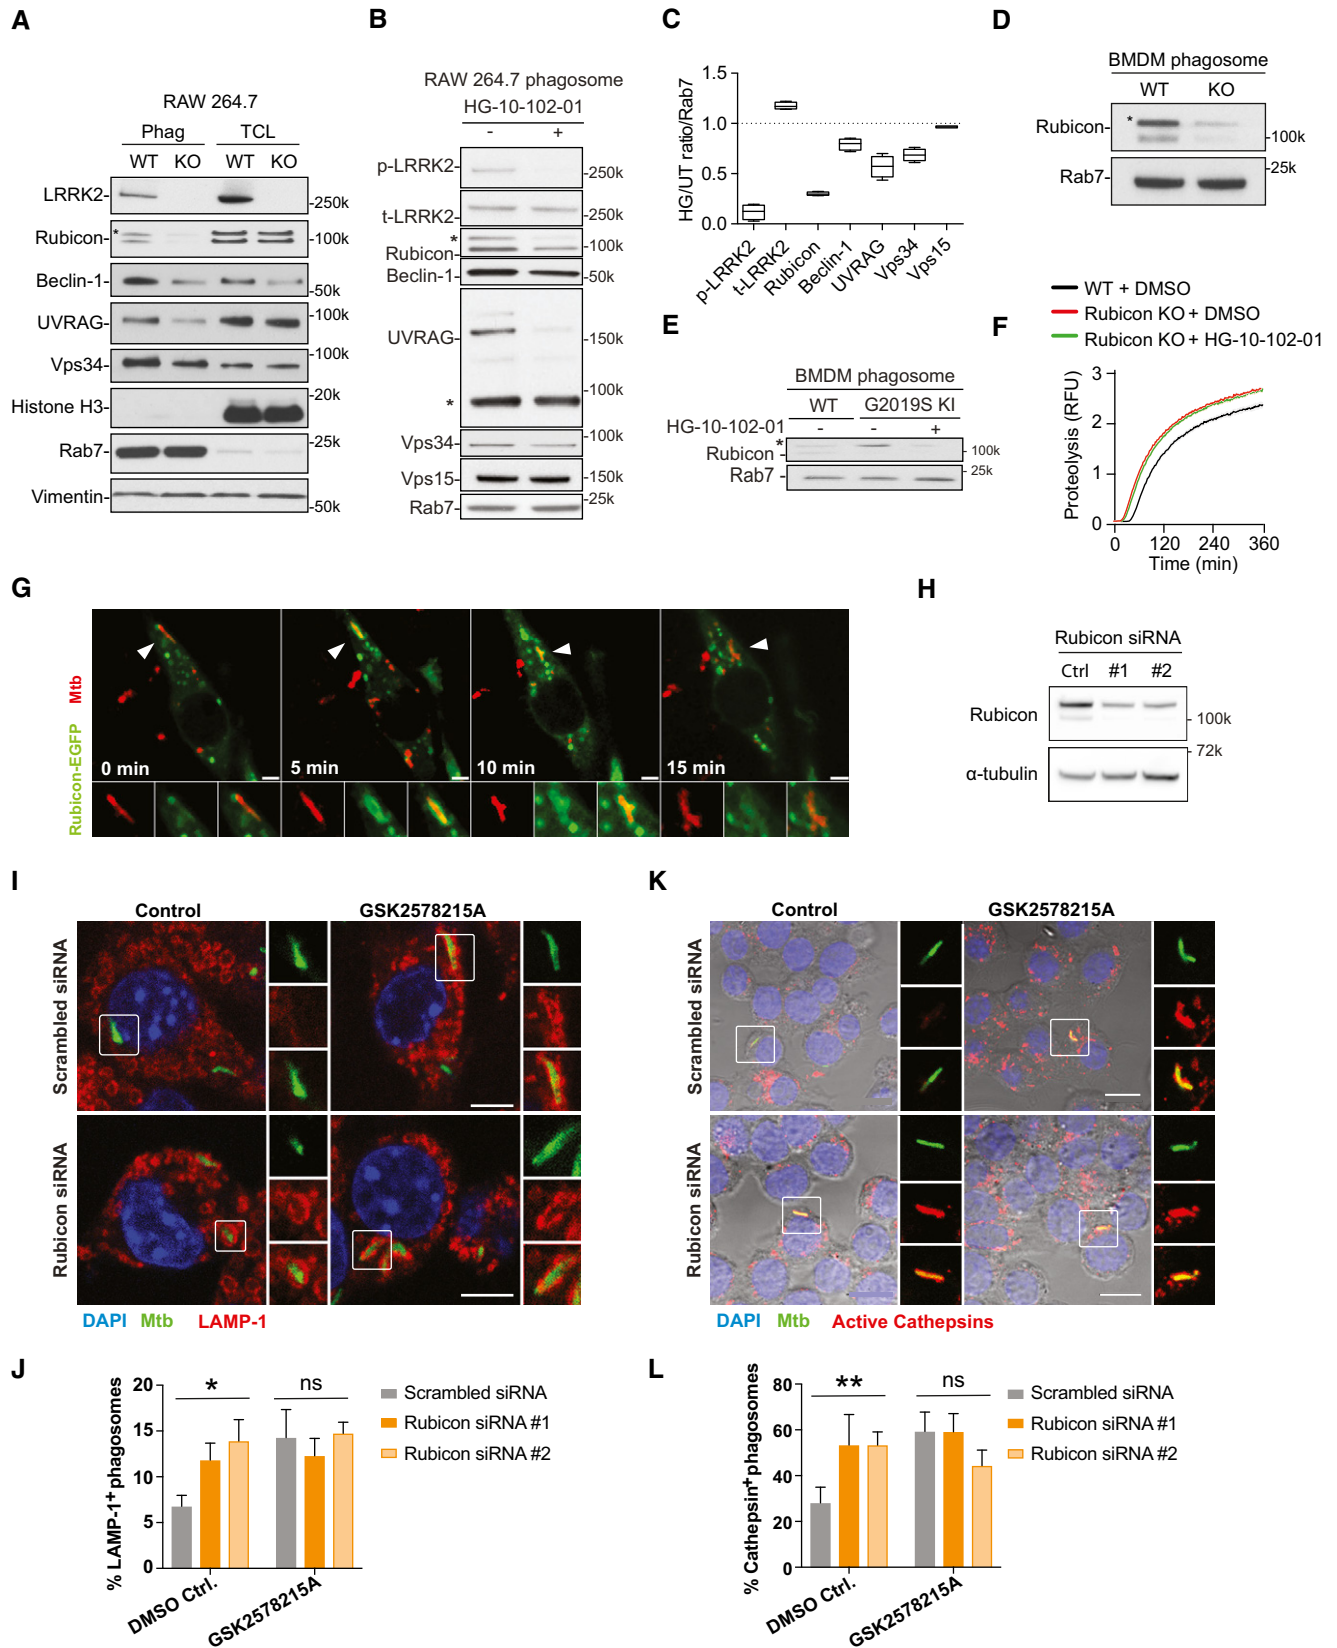 A
RAW 264.7
Phag TCL
WT KO WT KO
LRRK2
250k
*
Rubicon
100k
Beclin-1
50k
UVRAG
100k
Vps34
100k
Histone H3
20k
Rab7
25k
Vimentin
50k
B
RAW 264.7 phagosome
HG-10-102-01
- +
p-LRRK2
250k
t-LRRK2
250k
*
Rubicon
100k
Beclin-1
50k
UVRAG
150k
*
100k
Vps34
100k
Vps15
150k
Rab7
25k
C
HG/UT ratio/Rab7
1.5
1.0
0.5
0.0
p-LRRK2
t-LRRK2
Rubicon
Beclin-1
UVRAG
Vps34
Vps15
D
BMDM phagosome
WT KO
Rubicon
*
100k
Rab7
25k
E
BMDM phagosome
WT G2019S KI
HG-10-102-01 - - +
*
Rubicon
100k
Rab7
25k
F
WT + DMSO
Rubicon KO + DMSO
Rubicon KO + HG-10-102-01
Proteolysis (RFU)
3
2
1
0
0 120 240 360
Time (min)
G
Rubicon-EGFP Mtb
0 min
5 min
10 min
15 min
H
Rubicon siRNA
Ctrl #1 #2
Rubicon
100k
72k
α-tubulin
I
Control GSK2578215A
Scrambled siRNA
Rubicon siRNA
DAPI Mtb LAMP-1
K
Control GSK2578215A
Scrambled siRNA
Rubicon siRNA
DAPI Mtb Active Cathepsins
J
% LAMP-1+ phagosomes
20
15
10
5
0
* ns
DMSO Ctrl.
GSK2578215A
Scrambled siRNA
Rubicon siRNA #1
Rubicon siRNA #2
L
% Cathepsin+ phagosomes
80
60
40
20
0
** ns
DMSO Ctrl.
GSK2578215A
Scrambled siRNA
Rubicon siRNA #1
Rubicon siRNA #2